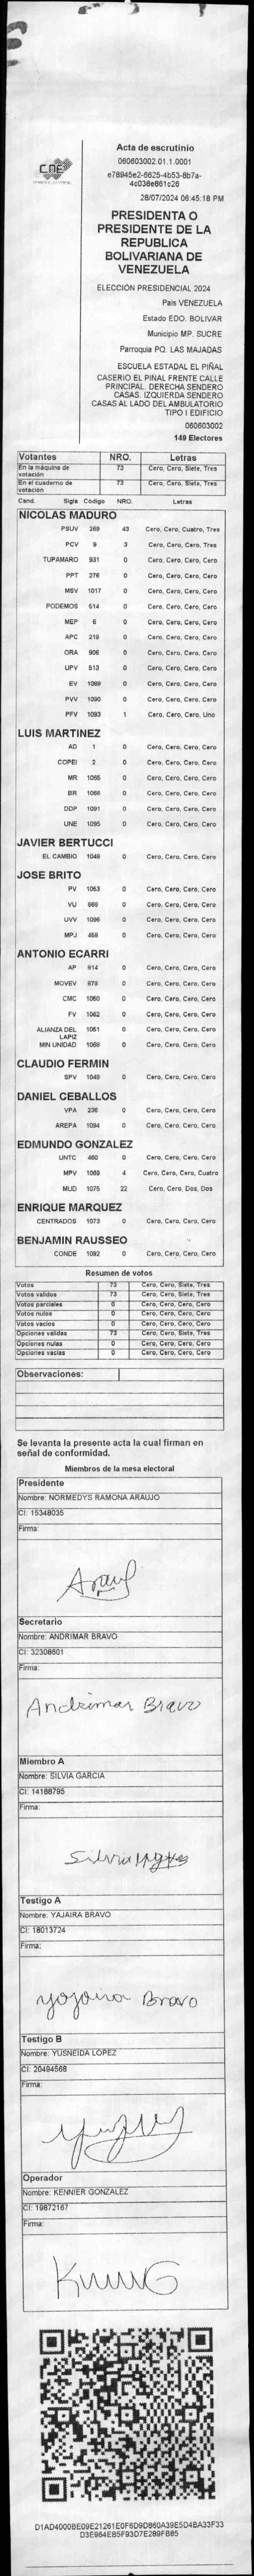 CNE
Acta de escrutinio
060603002.01.1.0001
e78945e2-6625-4b53-8b7a-
4c038e861c26
28/07/2024 06:45:18 PM
PRESIDENTA O
PRESIDENTE DE LA
REPUBLICA
BOLIVARIANA DE
VENEZUELA
ELECCIÓN PRESIDENCIAL 2024
Pais VENEZUELA
Estado EDO. BOLIVAR
Municipio MP. SUCRE
Parroquia PQ. LAS MAJADAS
ESCUELA ESTADAL EL PIÑAL
CASERIO EL PIÑAL FRENTE CALLE
PRINCIPAL. DERECHA SENDERO
CASAS. IZQUIERDA SENDERO
CASAS AL LADO DEL AMBULATORIO
TIPO I EDIFICIO
060603002
149 Electores
Votantes NRO. Letras
En la máquina de votación 73 Cero, Cero, Siete, Tres
En el cuaderno de votación 73 Cero, Cero, Siete, Tres
Cand. Sigla Código NRO. Letras
NICOLAS MADURO
PSUV 269 43 Cero, Cero, Cuatro, Tres
PCV 9 3 Cero, Cero, Cero, Tres
TUPAMARO 931 0 Cero, Cero, Cero, Cero
PPT 276 0 Cero, Cero, Cero, Cero
MSV 1017 0 Cero, Cero, Cero, Cero
PODEMOS 514 0 Cero, Cero, Cero, Cero
MEP 6 0 Cero, Cero, Cero, Cero
APC 219 0 Cero, Cero, Cero, Cero
ORA 906 0 Cero, Cero, Cero, Cero
UPV 513 0 Cero, Cero, Cero, Cero
EV 1089 0 Cero, Cero, Cero, Cero
PVV 1090 0 Cero, Cero, Cero, Cero
PFV 1093 1 Cero, Cero, Cero, Uno
LUIS MARTINEZ
AD 1 0 Cero, Cero, Cero, Cero
COPEI 2 0 Cero, Cero, Cero, Cero
MR 1065 0 Cero, Cero, Cero, Cero
BR 1066 0 Cero, Cero, Cero, Cero
DDP 1091 0 Cero, Cero, Cero, Cero
UNE 1095 0 Cero, Cero, Cero, Cero
JAVIER BERTUCCI
EL CAMBIO 1048 0 Cero, Cero, Cero, Cero
JOSE BRITO
PV 1053 0 Cero, Cero, Cero, Cero
VU 969 0 Cero, Cero, Cero, Cero
UVV 1096 0 Cero, Cero, Cero, Cero
MPJ 459 0 Cero, Cero, Cero, Cero
ANTONIO ECARRI
AP 914 0 Cero, Cero, Cero, Cero
MOVEV 978 0 Cero, Cero, Cero, Cero
CMC 1050 0 Cero, Cero, Cero, Cero
FV 1062 0 Cero, Cero, Cero, Cero
ALIANZA DEL LAPIZ 1051 0 Cero, Cero, Cero, Cero
MIN UNIDAD 1069 0 Cero, Cero, Cero, Cero
CLAUDIO FERMIN
SPV 1049 0 Cero, Cero, Cero, Cero
DANIEL CEBALLOS
VPA 236 0 Cero, Cero, Cero, Cero
AREPA 1094 0 Cero, Cero, Cero, Cero
EDMUNDO GONZALEZ
UNTC 460 0 Cero, Cero, Cero, Cero
MPV 1069 4 Cero, Cero, Cero, Cuatro
MUD 1075 22 Cero, Cero, Dos, Dos
ENRIQUE MARQUEZ
CENTRADOS 1073 0 Cero, Cero, Cero, Cero
BENJAMIN RAUSSEO
CONDE 1092 0 Cero, Cero, Cero, Cero
Resumen de votos
Votos 73 Cero, Cero, Siete, Tres
Votos validos 73 Cero, Cero, Siete, Tres
Votos parciales 0 Cero, Cero, Cero, Cero
Votos nulos 0 Cero, Cero, Cero, Cero
Votos vacios 0 Cero, Cero, Cero, Cero
Opciones validas 73 Cero, Cero, Siete, Tres
Opciones nulas 0 Cero, Cero, Cero, Cero
Opciones vacias 0 Cero, Cero, Cero, Cero
Observaciones:
Se levanta la presente acta la cual firman en
señal de conformidad.
Miembros de la mesa electoral
Presidente
Nombre: NORMEDYS RAMONA ARAUJO
CI: 15348035
Firma:
Secretario
Nombre: ANDRIMAR BRAVO
CI: 32308601
Firma:
Andrimar Bravo
Miembro A
Nombre: SILVIA GARCIA
CI: 14188795
Firma:
Testigo A
Nombre: YAJAIRA BRAVO
CI: 18013724
Firma:
yajaira Bravo
Testigo B
Nombre: YUSNEIDA LOPEZ
CI: 20494568
Firma:
Operador
Nombre: KENNIER GONZALEZ
CI: 19872167
Firma:
D1AD4000BE09E21261E0F6D9D860A39E5D4BA33F33
D3E964EB5F93D7E289FB85